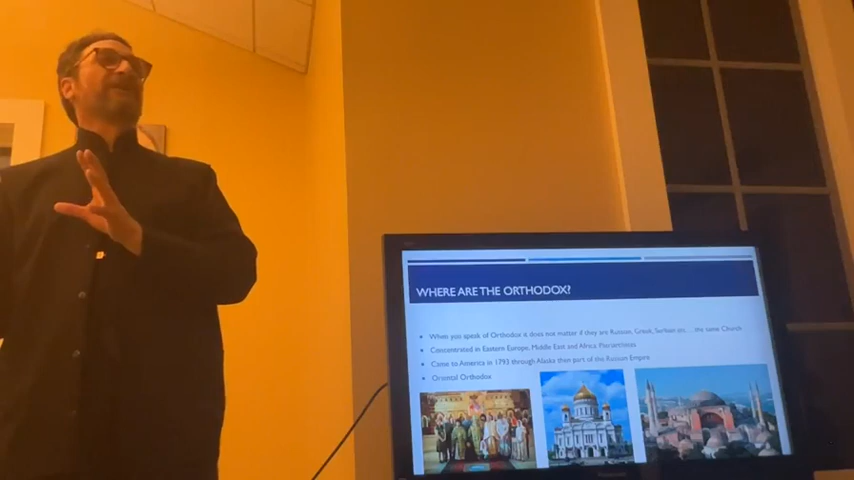 WHERE ARE THE ORTHODOX?
• When you speak of Orthodox it does not matter if they are Russian, Greek, Serbian etc. . . . the same Church
• Concentrated in Eastern Europe, Middle East and Africa
• Came to America in 1793 through Alaska then part of the Russian Empire
• Oriental Orthodox